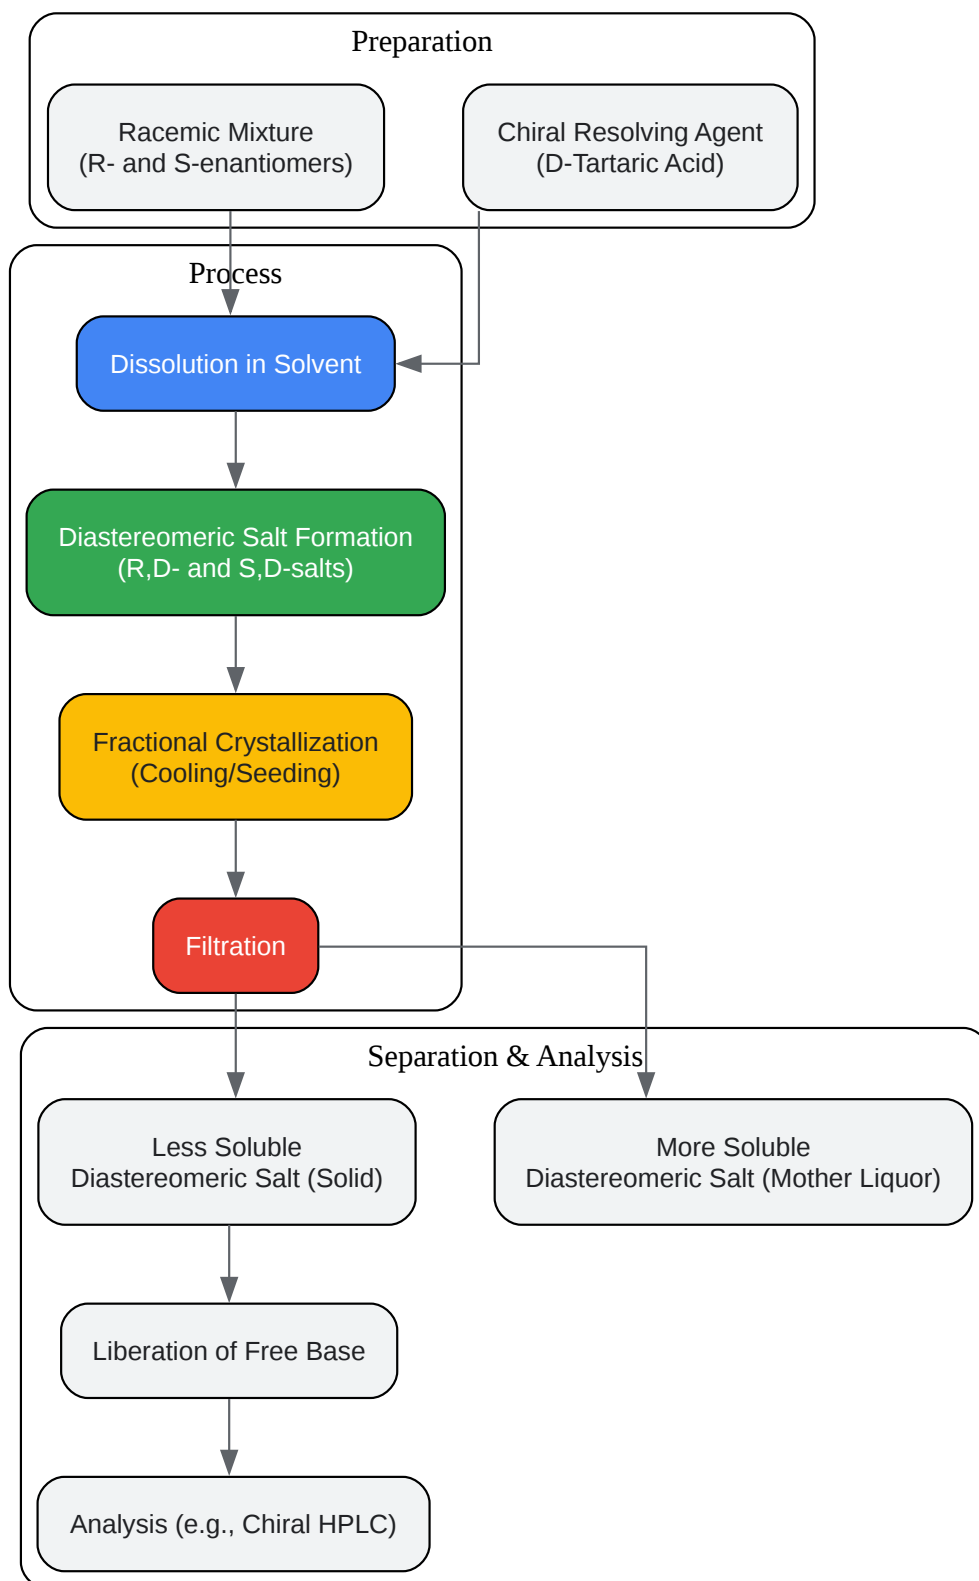 Preparation
Racemic Mixture
(R- and S-enantiomers)
Chiral Resolving Agent
(D-Tartaric Acid)
Process
Dissolution in Solvent
Diastereomeric Salt Formation
(R,D- and S,D-salts)
Fractional Crystallization
(Cooling/Seeding)
Filtration
Separation & Analysis
Less Soluble
Diastereomeric Salt (Solid)
More Soluble
Diastereomeric Salt (Mother Liquor)
Liberation of Free Base
Analysis (e.g., Chiral HPLC)